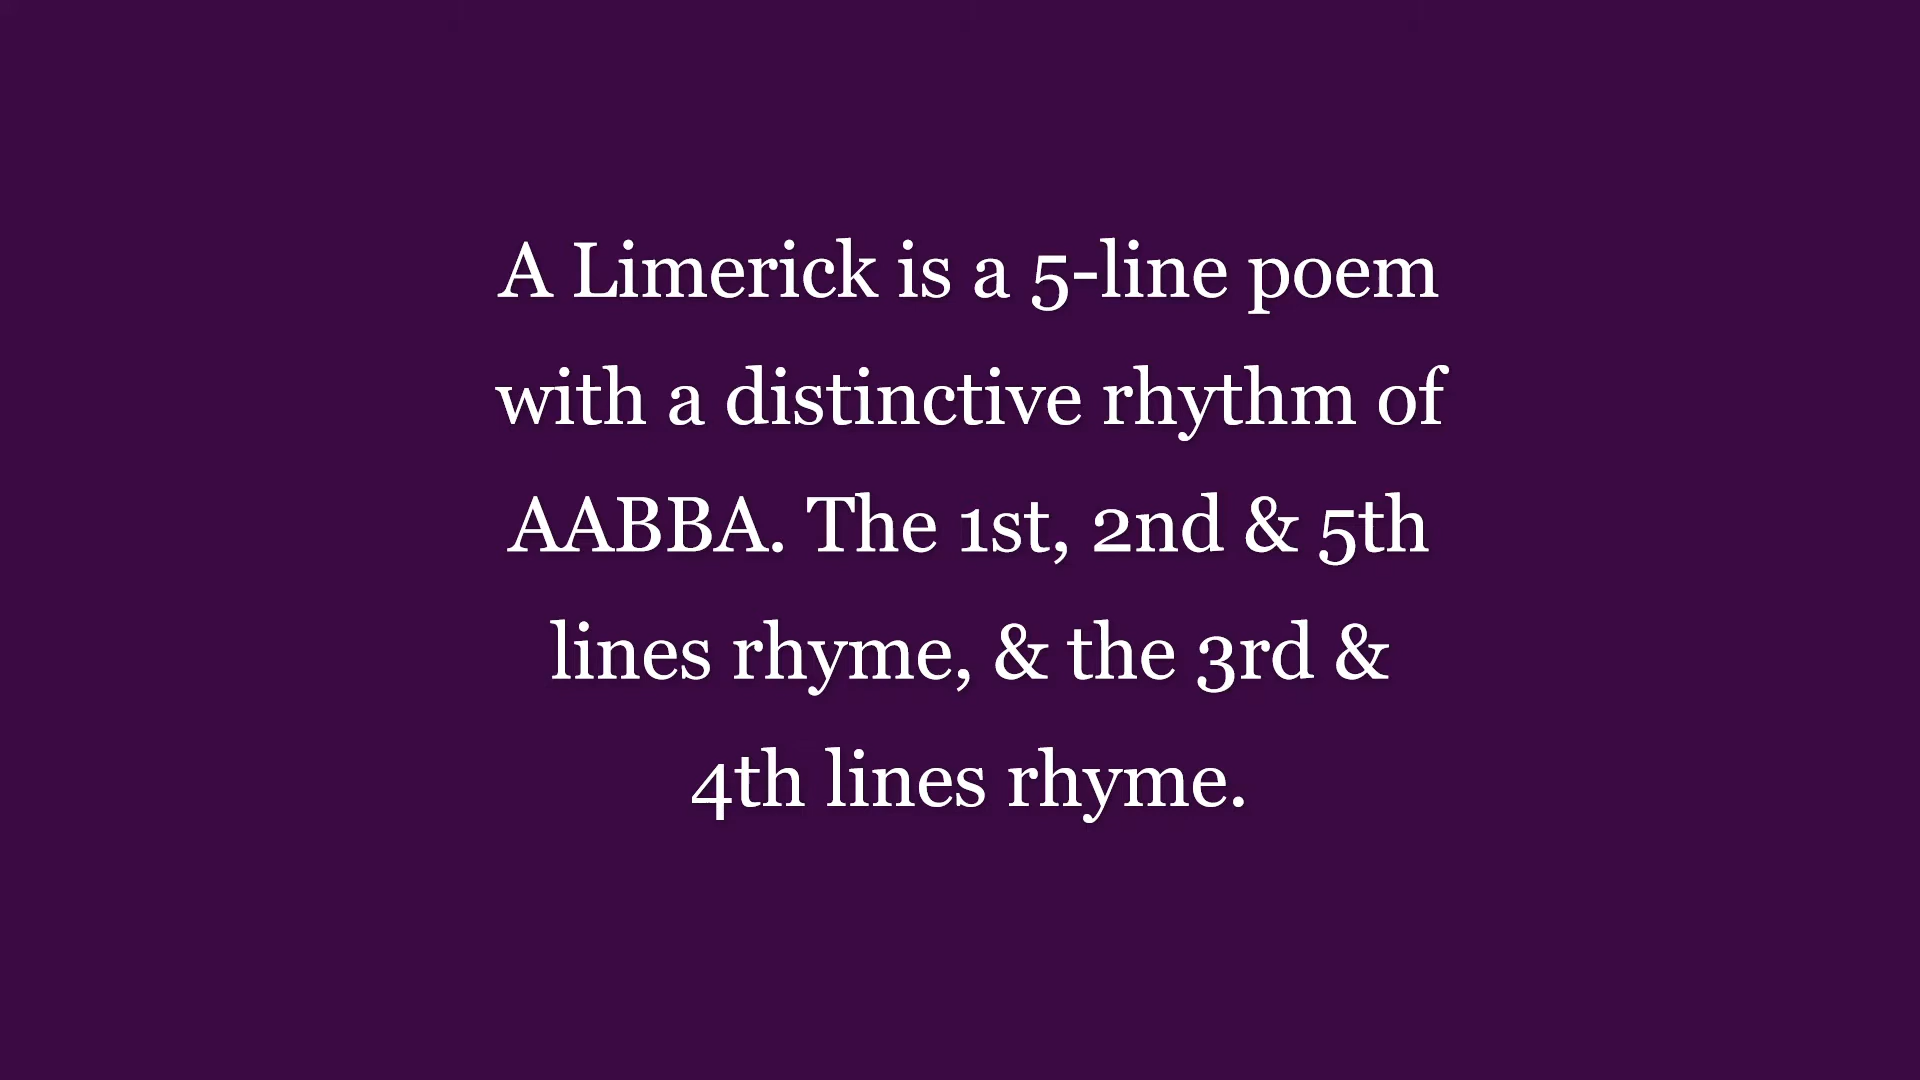 A Limerick is a 5-line poem
with a distinctive rhythm of
AABBA. The 1st, 2nd & 5th
lines rhyme, & the 3rd &
4th lines rhyme.